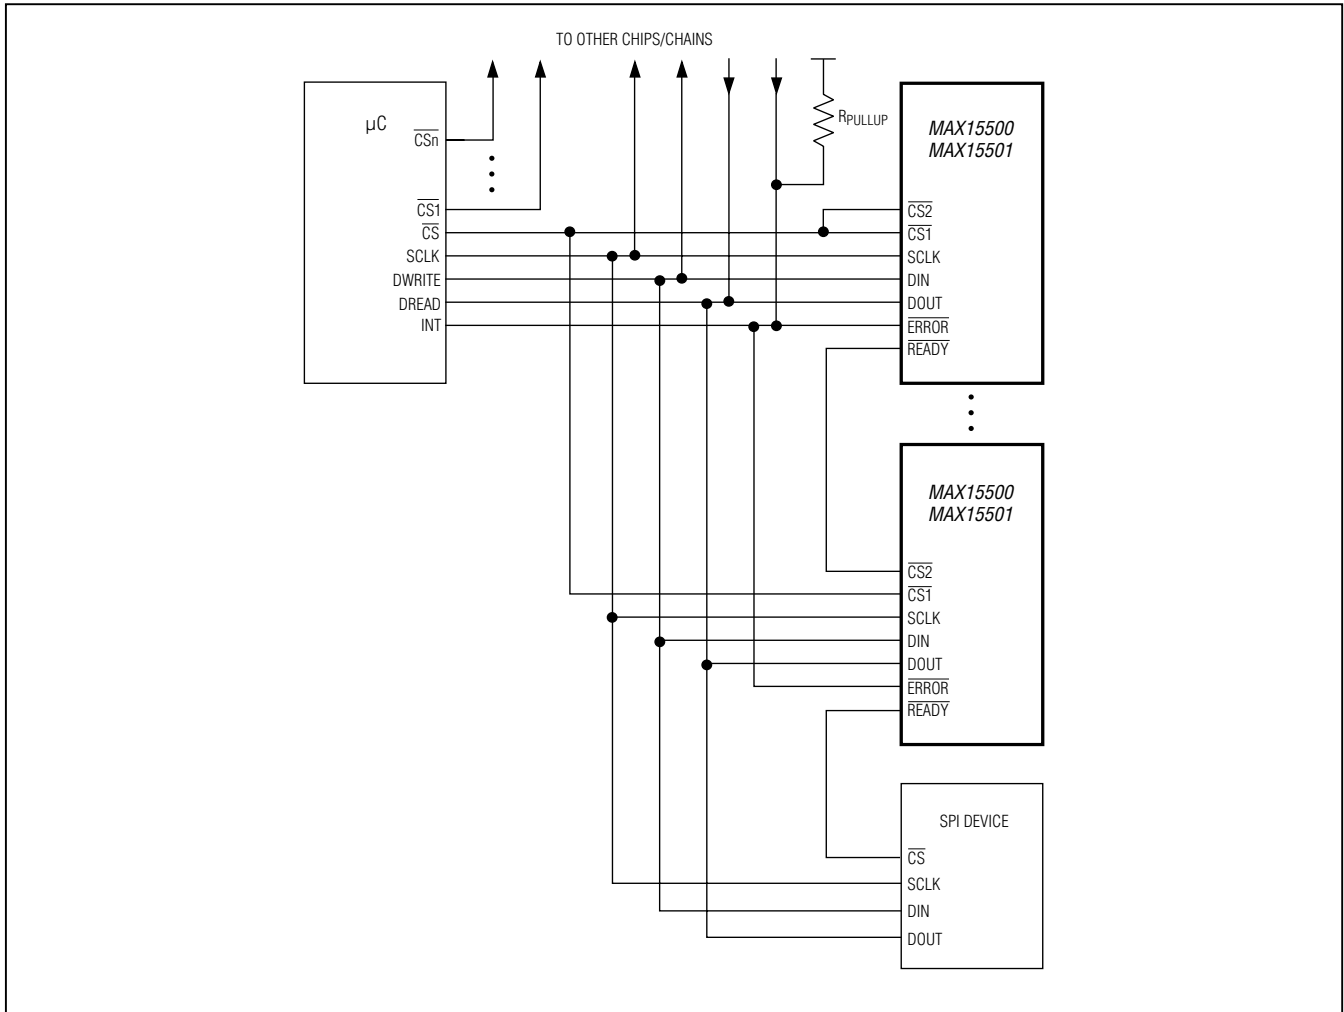 TO OTHER CHIPS/CHAINS
µC
CSn
CS1
CS
SCLK
DWRITE
DREAD
INT
RPULLUP
MAX15500
MAX15501
CS2
CS1
SCLK
DIN
DOUT
ERROR
READY
MAX15500
MAX15501
CS2
CS1
SCLK
DIN
DOUT
ERROR
READY
SPI DEVICE
CS
SCLK
DIN
DOUT